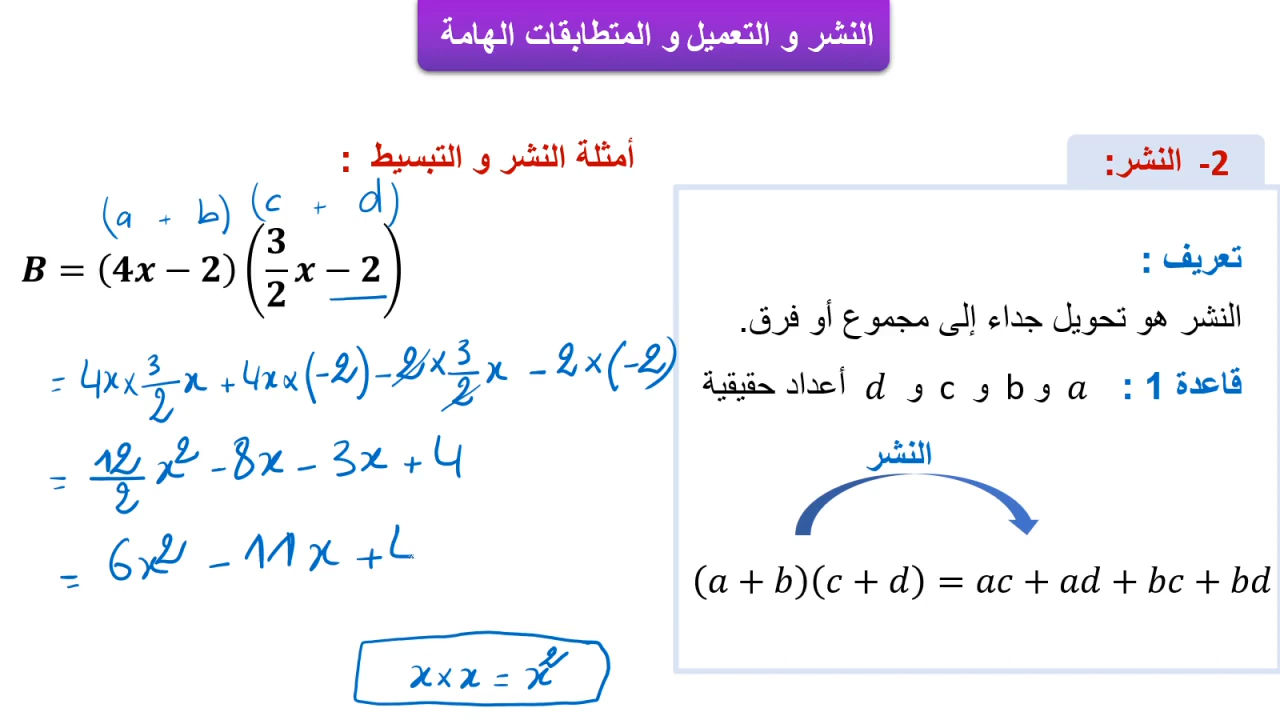 النشر و التعميل و المتطابقات الهامة
2- النشر:
تعريف :
النشر هو تحويل جداء إلى مجموع أو فرق.
قاعدة 1 : a و b و c و d أعداد حقيقية
النشر
(a + b)(c + d) = ac + ad + bc + bd
أمثلة النشر و التبسيط :
(a + b) (c + d)
B = (4x − 2)(3/2 x − 2)
= 4x × 3/2 x + 4x × (-2) - 2 × 3/2 x - 2 × (-2)
= 12/2 x² - 8x - 3x + 4
= 6x² - 11x + 4
x × x = x²